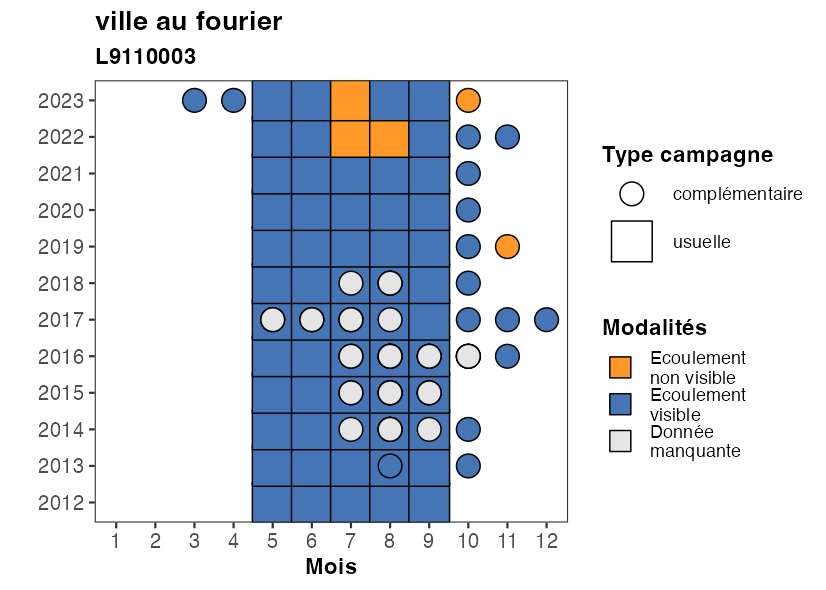 ville au fourier
L9110003
2023
2022
2021
2020
2019
2018
2017
2016
2015
2014
2013
2012
1 2 3 4 5 6 7 8 9 10 11 12
Mois
Type campagne
complémentaire
usuelle
Modalités
Ecoulement
non visible
Ecoulement
visible
Donnée
manquante